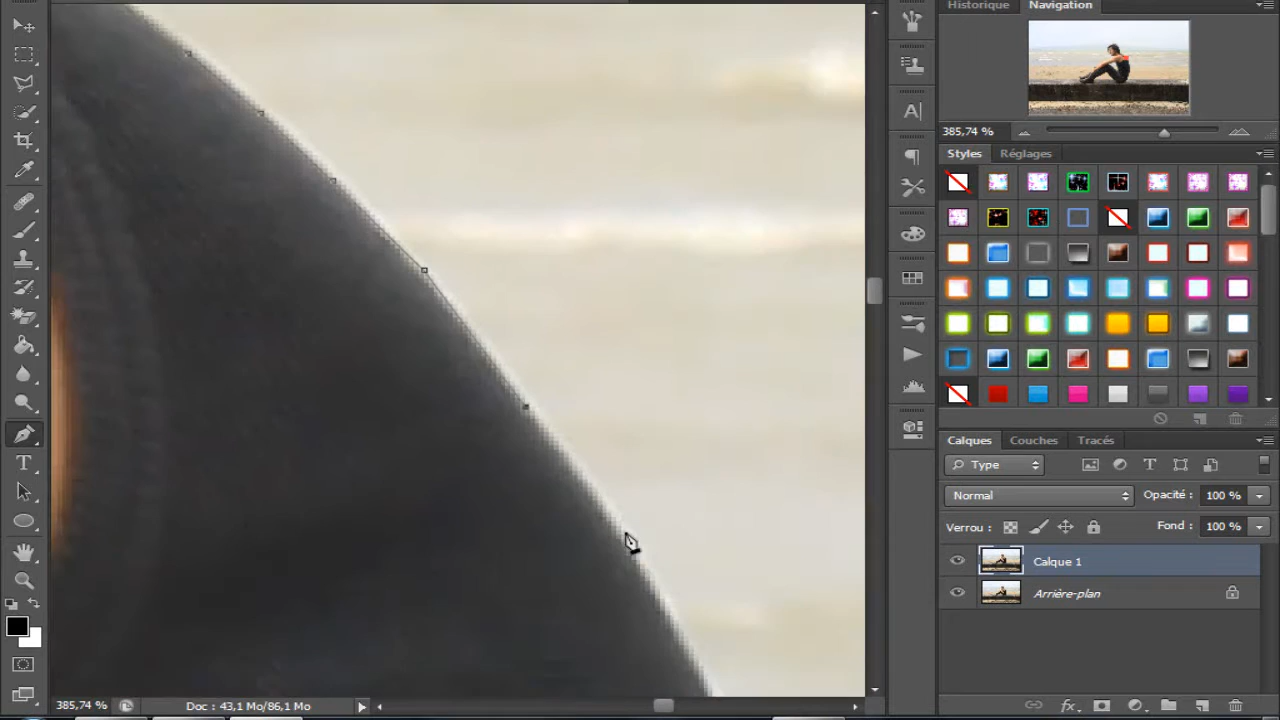 Historique Navigation
385,74 %
Styles Réglages
Calques Couches Tracés
Type
Normal Opacité : 100 %
Verrou : Fond : 100 %
Calque 1
Arrière-plan
385,74 % Doc : 43,1 Mo/86,1 Mo